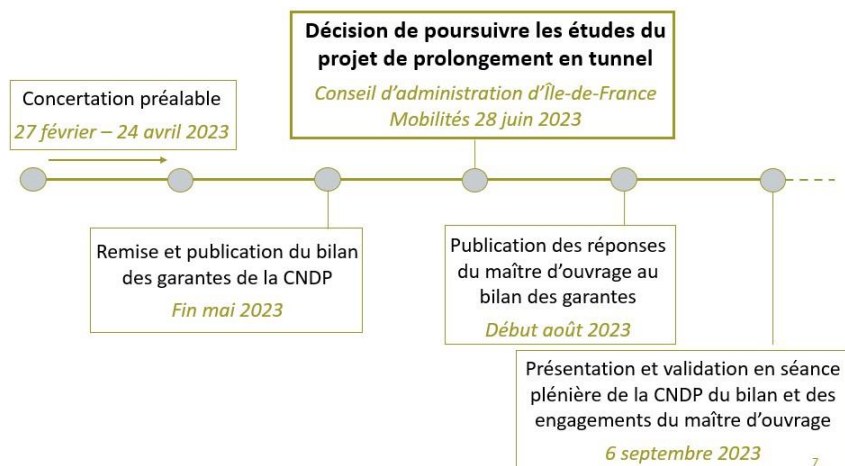 Décision de poursuivre les études du
projet de prolongement en tunnel
Conseil d’administration d’Île-de-France
Mobilités 28 juin 2023
Concertation préalable
27 février – 24 avril 2023
Remise et publication du bilan
des garantes de la CNDP
Fin mai 2023
Publication des réponses
du maître d’ouvrage au
bilan des garantes
Début août 2023
Présentation et validation en séance
plénière de la CNDP du bilan et des
engagements du maître d’ouvrage
6 septembre 2023
7